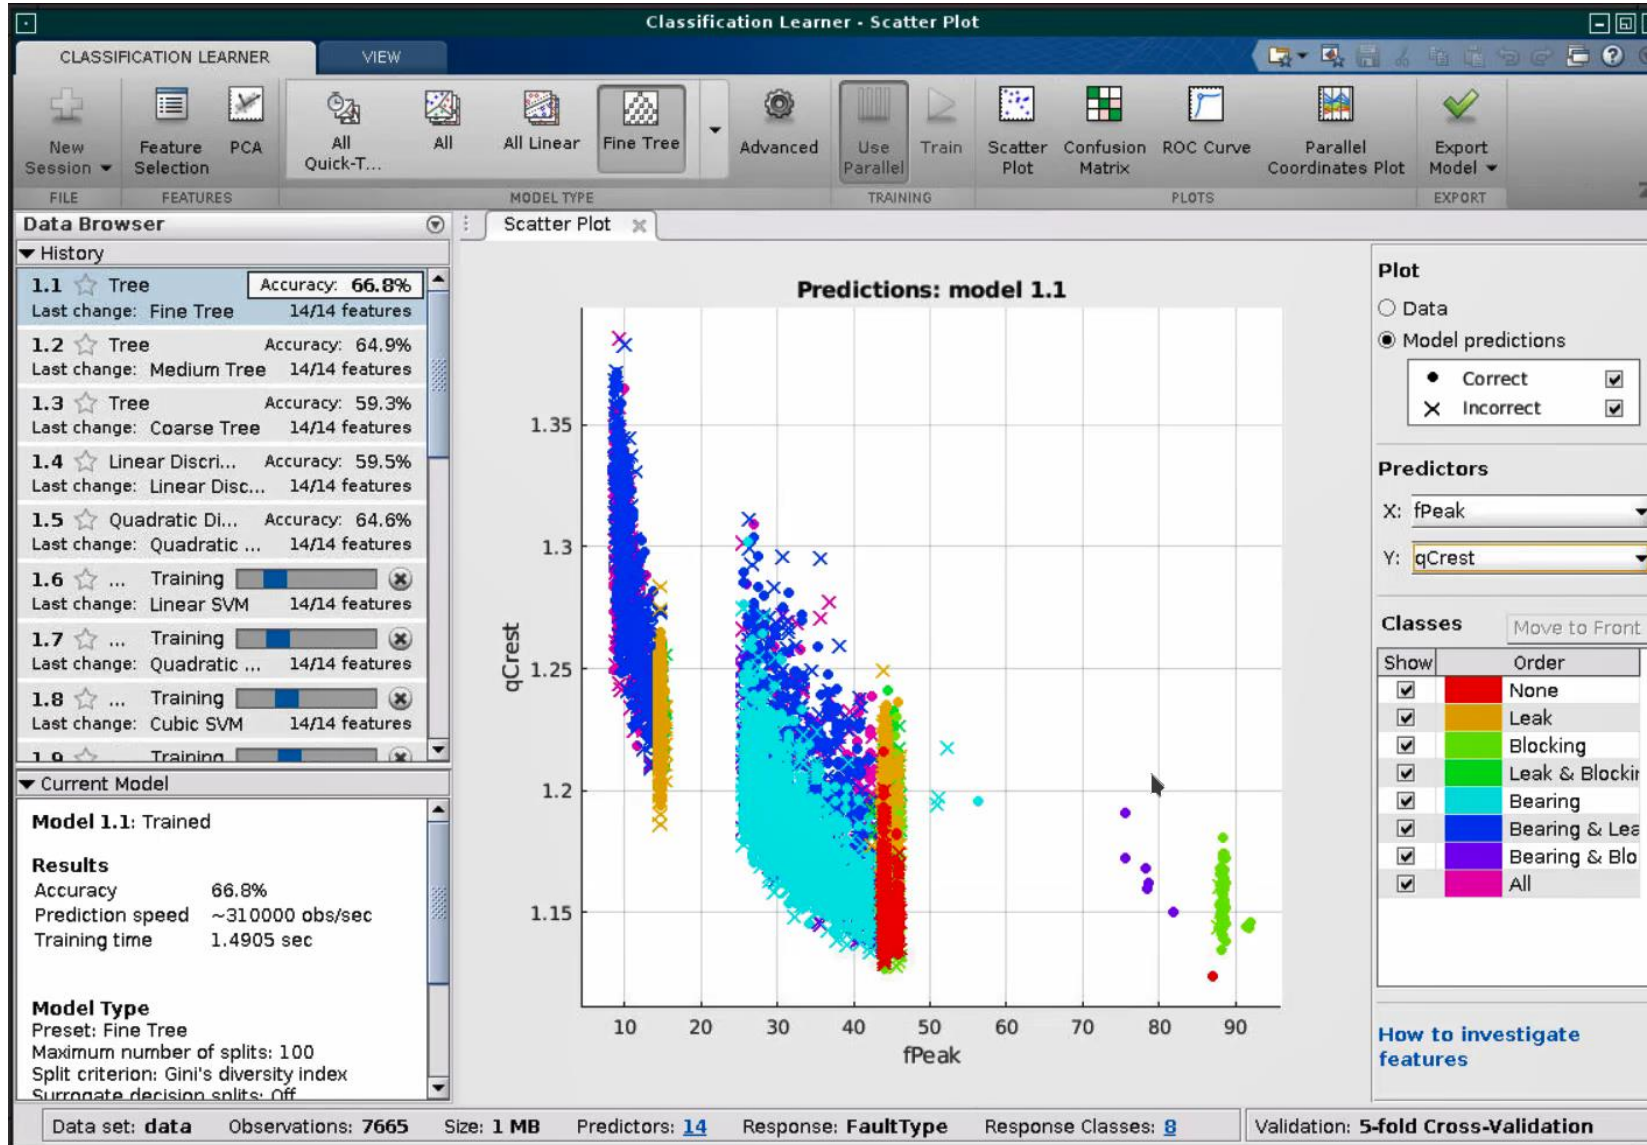 Classification Learner - Scatter Plot
CLASSIFICATION LEARNER
VIEW
New Session
Feature Selection
PCA
All Quick-T...
All
All Linear
Fine Tree
Advanced
Use Parallel
Train
Scatter Plot
Confusion Matrix
ROC Curve
Parallel Coordinates Plot
Export Model
FILE
FEATURES
MODEL TYPE
TRAINING
PLOTS
EXPORT
Data Browser
History
1.1 Tree Accuracy: 66.8%
Last change: Fine Tree 14/14 features
1.2 Tree Accuracy: 64.9%
Last change: Medium Tree 14/14 features
1.3 Tree Accuracy: 59.3%
Last change: Coarse Tree 14/14 features
1.4 Linear Discri... Accuracy: 59.5%
Last change: Linear Disc... 14/14 features
1.5 Quadratic Di... Accuracy: 64.6%
Last change: Quadratic ... 14/14 features
1.6 ... Training
Last change: Linear SVM 14/14 features
1.7 ... Training
Last change: Quadratic ... 14/14 features
1.8 ... Training
Last change: Cubic SVM 14/14 features
1.9 ... Training
Current Model
Model 1.1: Trained
Results
Accuracy 66.8%
Prediction speed ~310000 obs/sec
Training time 1.4905 sec
Model Type
Preset: Fine Tree
Maximum number of splits: 100
Split criterion: Gini's diversity index
Surrogate decision splits: Off
Scatter Plot
Predictions: model 1.1
1.35
1.3
1.25
1.2
1.15
qCrest
10 20 30 40 50 60 70 80 90
fPeak
Plot
Data
Model predictions
Correct
Incorrect
Predictors
X: fPeak
Y: qCrest
Classes
Move to Front
Show Order
None
Leak
Blocking
Leak & Blockin
Bearing
Bearing & Lea
Bearing & Blo
All
How to investigate
features
Data set: data Observations: 7665 Size: 1 MB Predictors: 14 Response: FaultType Response Classes: 8 Validation: 5-fold Cross-Validation